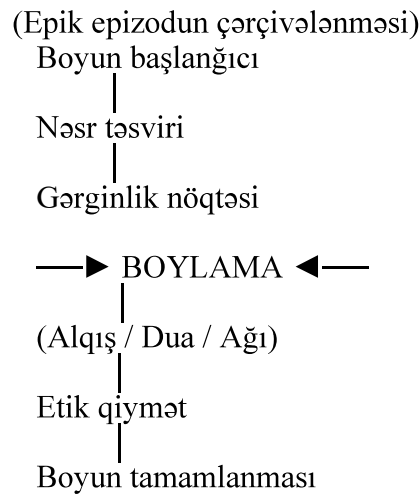 (Epik epizodun çərçivələnməsi)
Boyun başlanğıcı
Nəsr təsviri
Gərginlik nöqtəsi
BOYLAMA
(Alqış / Dua / Ağı)
Etik qiymət
Boyun tamamlanması